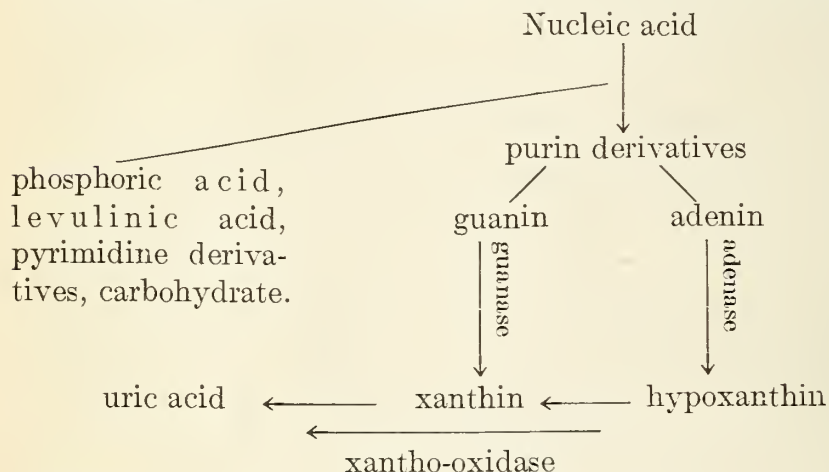 Nucleic acid
purin derivatives
phosphoric acid,
levulinic acid,
pyrimidine deriva-
tives, carbohydrate.
guanin adenin
guanase adenase
uric acid xanthin hypoxanthin
xantho-oxidase